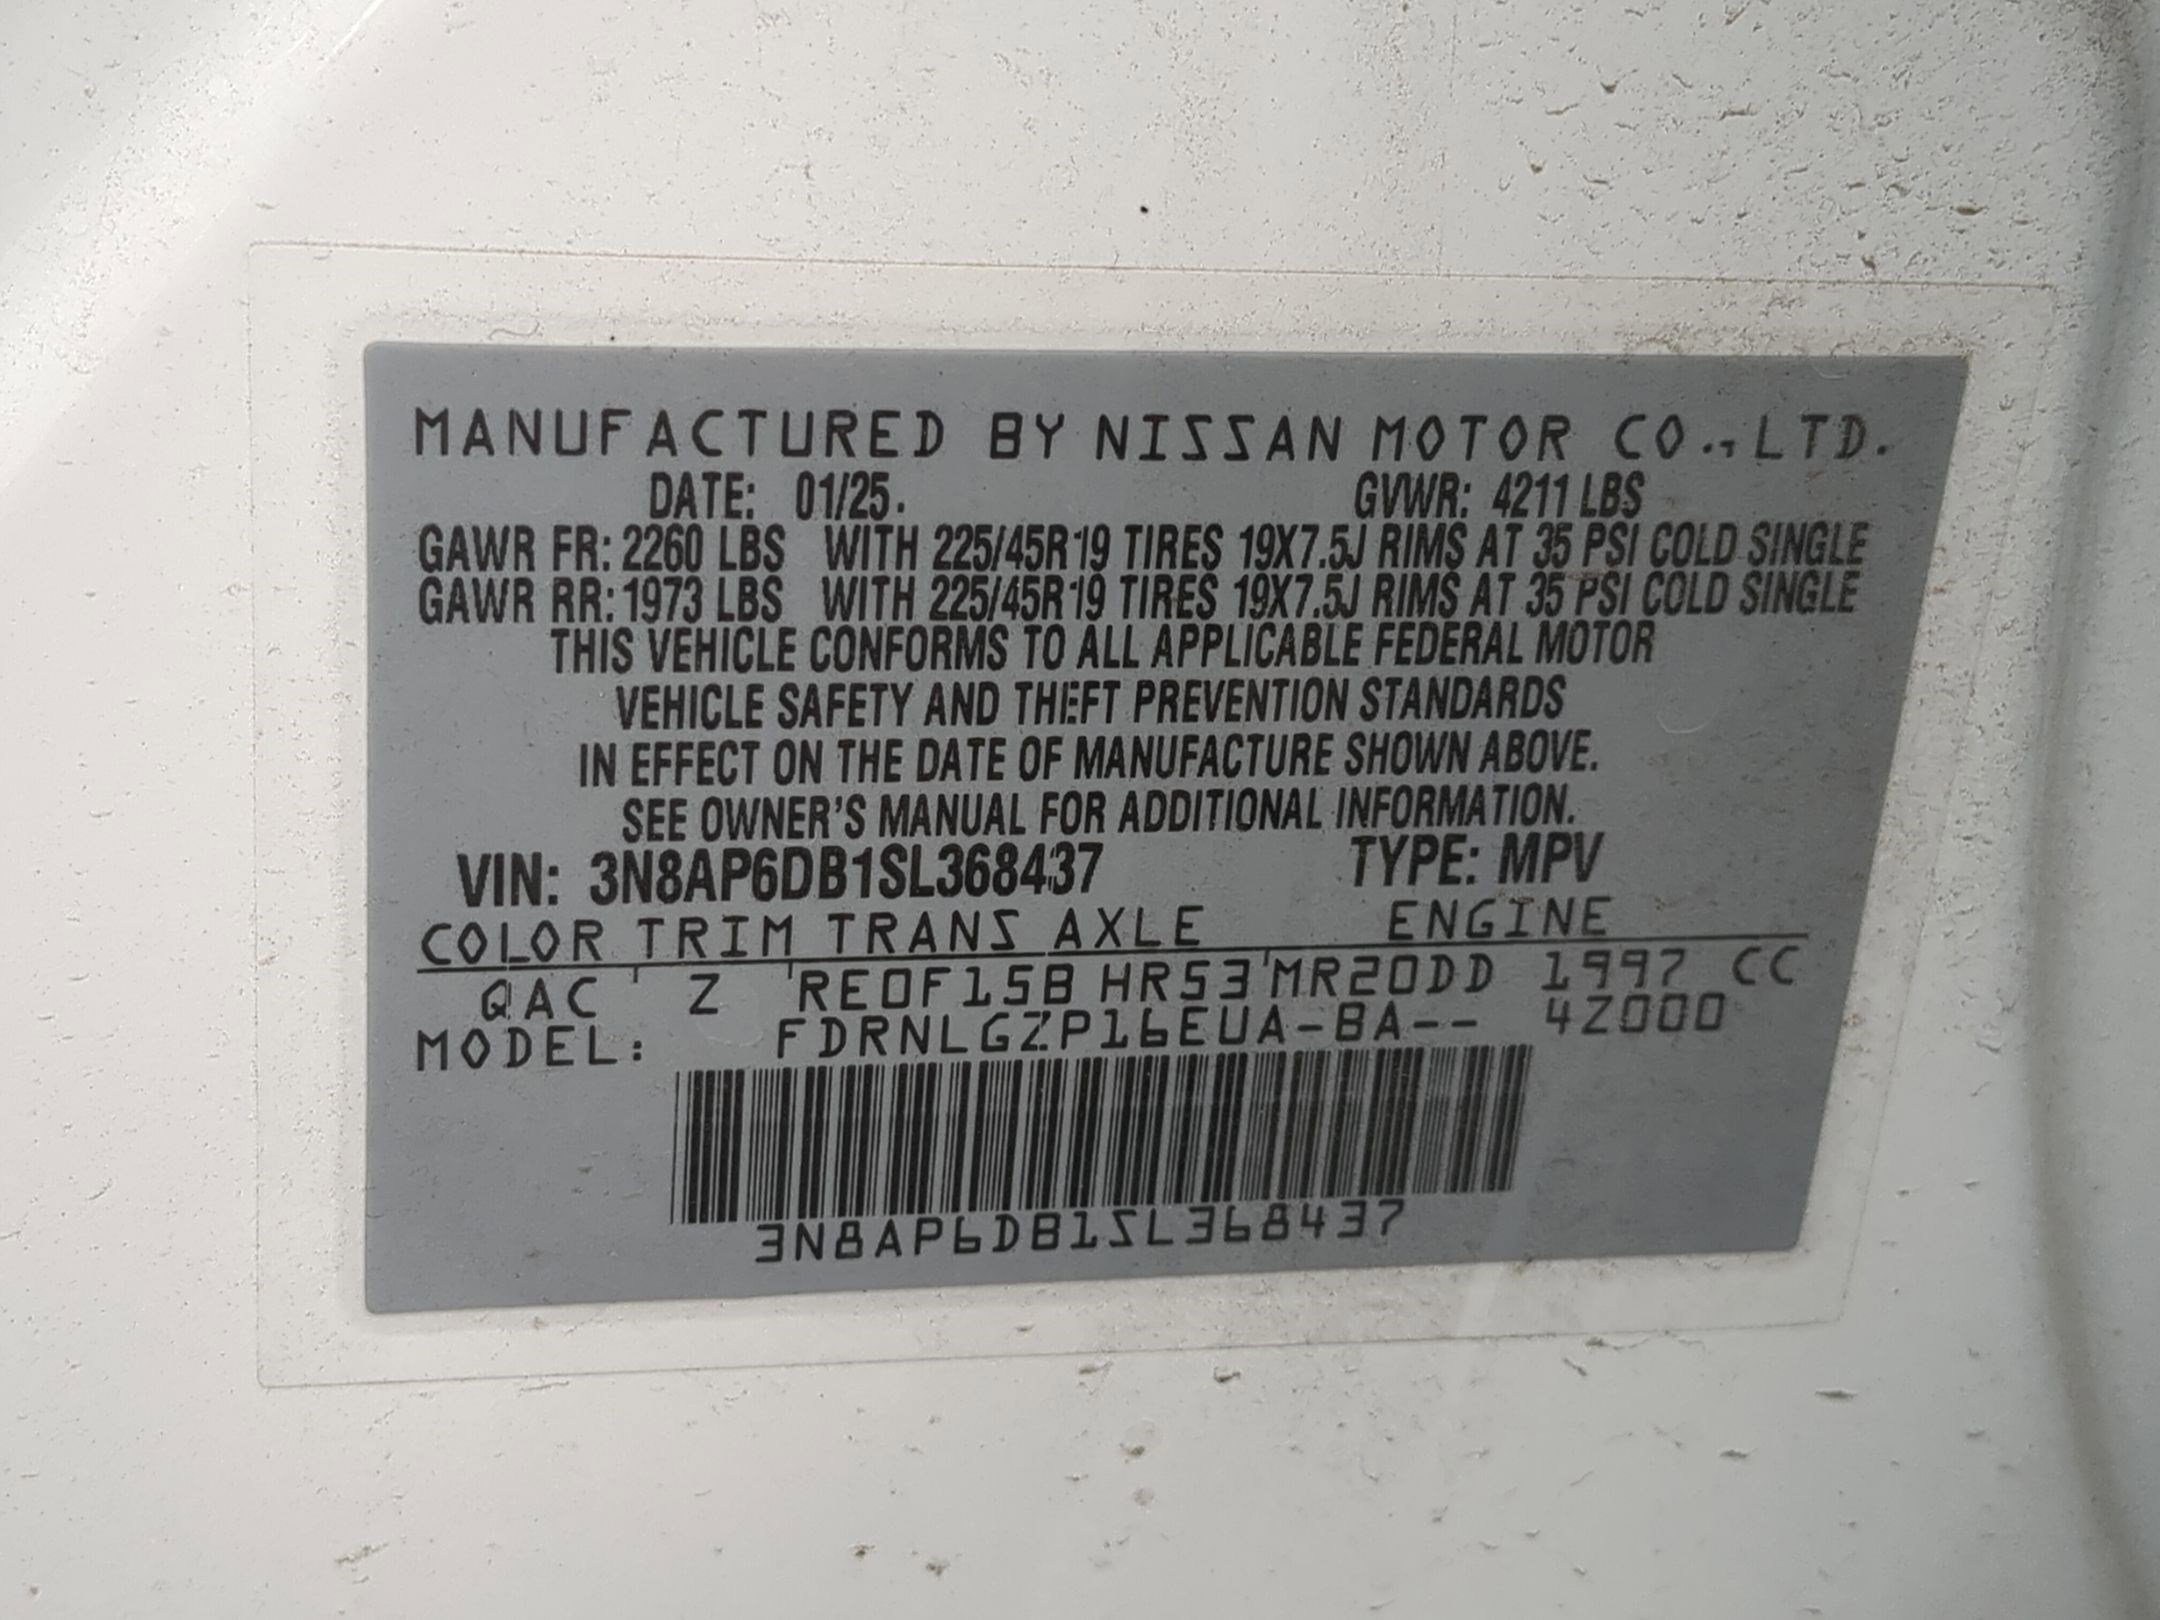 MANUFACTURED BY NISSAN MOTOR CO., LTD.
DATE: 01/25. GVWR: 4211 LBS
GAWR FR: 2260 LBS WITH 225/45R19 TIRES 19X7.5J RIMS AT 35 PSI COLD SINGLE
GAWR RR: 1973 LBS WITH 225/45R19 TIRES 19X7.5J RIMS AT 35 PSI COLD SINGLE
THIS VEHICLE CONFORMS TO ALL APPLICABLE FEDERAL MOTOR
VEHICLE SAFETY AND THEFT PREVENTION STANDARDS
IN EFFECT ON THE DATE OF MANUFACTURE SHOWN ABOVE.
SEE OWNER'S MANUAL FOR ADDITIONAL INFORMATION.
VIN: 3N8AP6DB1SL368437 TYPE: MPV
COLOR TRIM TRANS AXLE ENGINE
QAC Z RE0F15B HR53 MR20DD 1997 CC
MODEL: FDRNLGZP16EUA-BA-- 4Z000
3N8AP6DB1SL368437